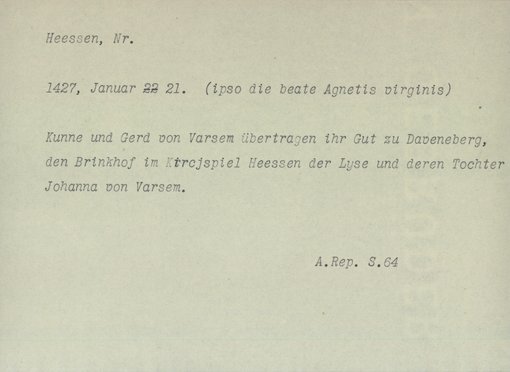 Heessen, Nr.
1427, Januar 22 21. (ipso die beate Agnetis virginis)
Kunne und Gerd von Varsem übertragen ihr Gut zu Daveneberg,
den Brinkhof im Ktrcjspiel Heessen der Lyse und deren Tochter
Johanna von Varsem.
A.Rep. S.64